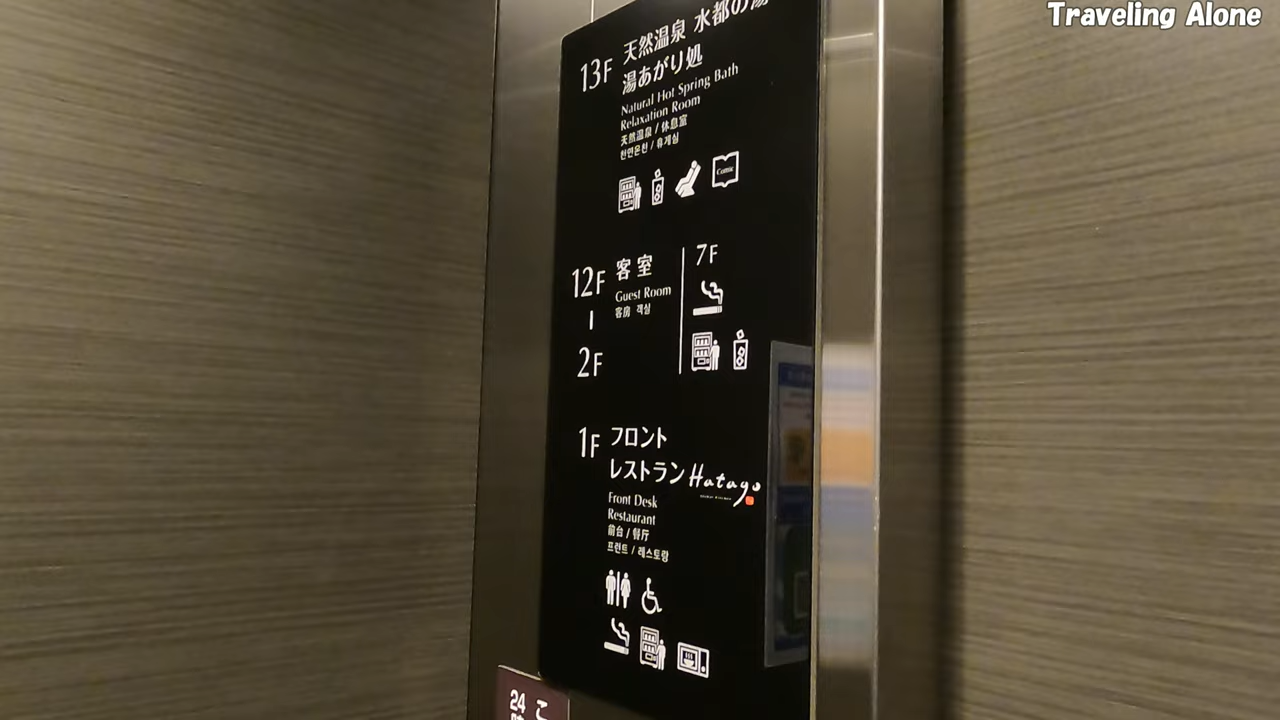 Traveling Alone
13F
天然温泉 水都の湯
湯あがり処
Natural Hot Spring Bath
Relaxation Room
天然温泉 / 休息室
천연온천 / 휴게실
Comic
12F
2F
客室
Guest Room
客房 객실
7F
1F
フロント
レストラン Hatago
Front Desk
Restaurant
前台 / 餐厅
프런트 / 레스토랑
24 こ